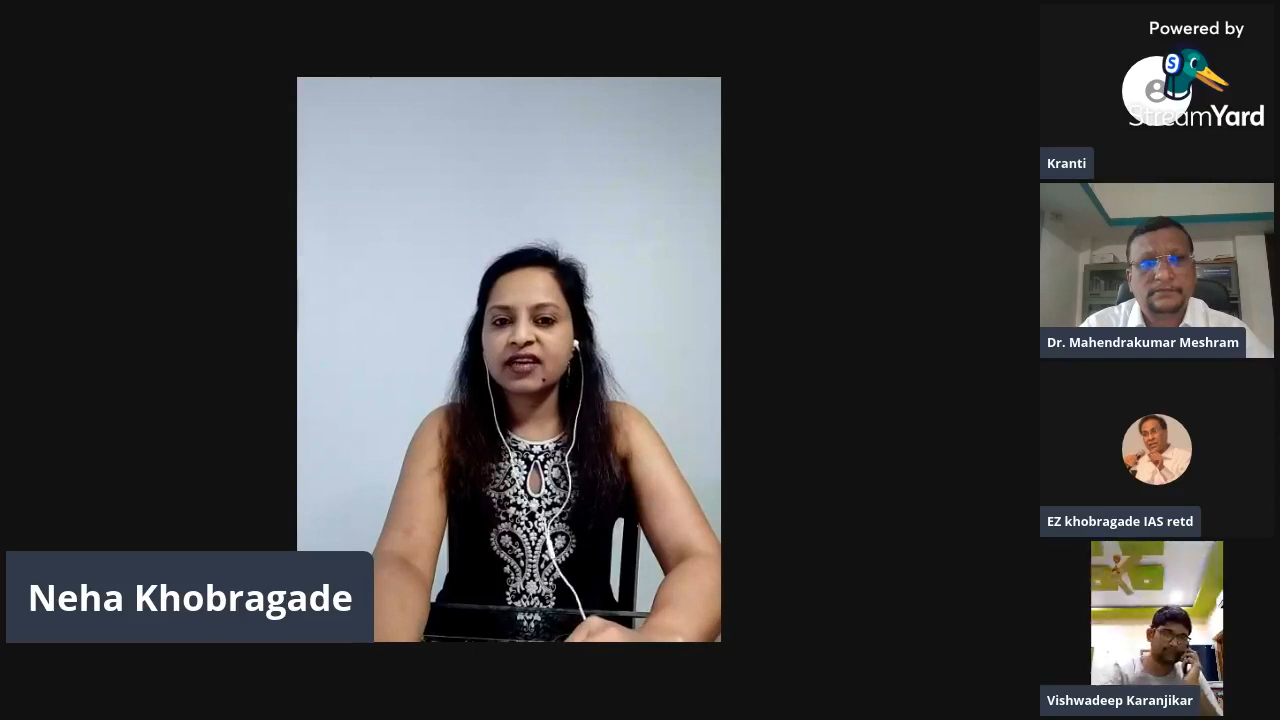 Powered by
S
StreamYard
Kranti
Dr. Mahendrakumar Meshram
EZ khobragade IAS retd
Neha Khobragade
Vishwadeep Karanjikar